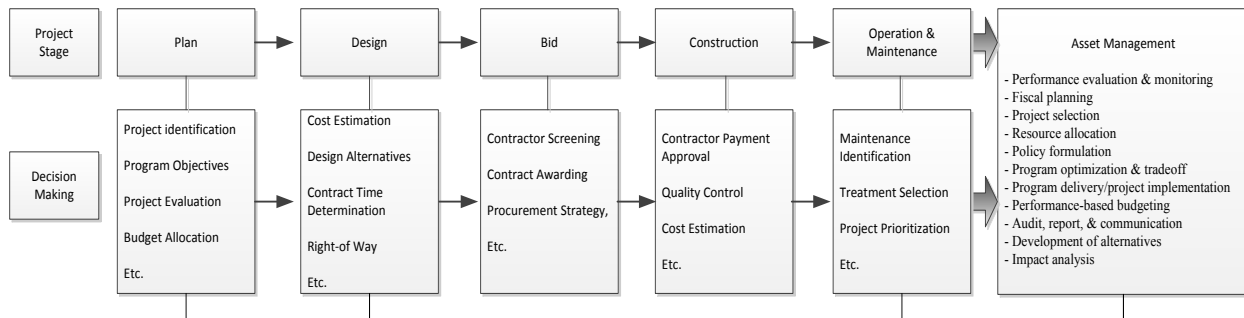 Project
Stage
Plan
Design
Bid
Construction
Operation &
Maintenance
Decision
Making
Project identification
Program Objectives
Project Evaluation
Budget Allocation
Etc.
Cost Estimation
Design Alternatives
Contract Time
Determination
Right-of Way
Etc.
Contractor Screening
Contract Awarding
Procurement Strategy,
Etc.
Contractor Payment
Approval
Quality Control
Cost Estimation
Etc.
Maintenance
Identification
Treatment Selection
Project Prioritization
Etc.
Asset Management
- Performance evaluation & monitoring
- Fiscal planning
- Project selection
- Resource allocation
- Policy formulation
- Program optimization & tradeoff
- Program delivery/project implementation
- Performance-based budgeting
- Audit, report, & communication
- Development of alternatives
- Impact analysis